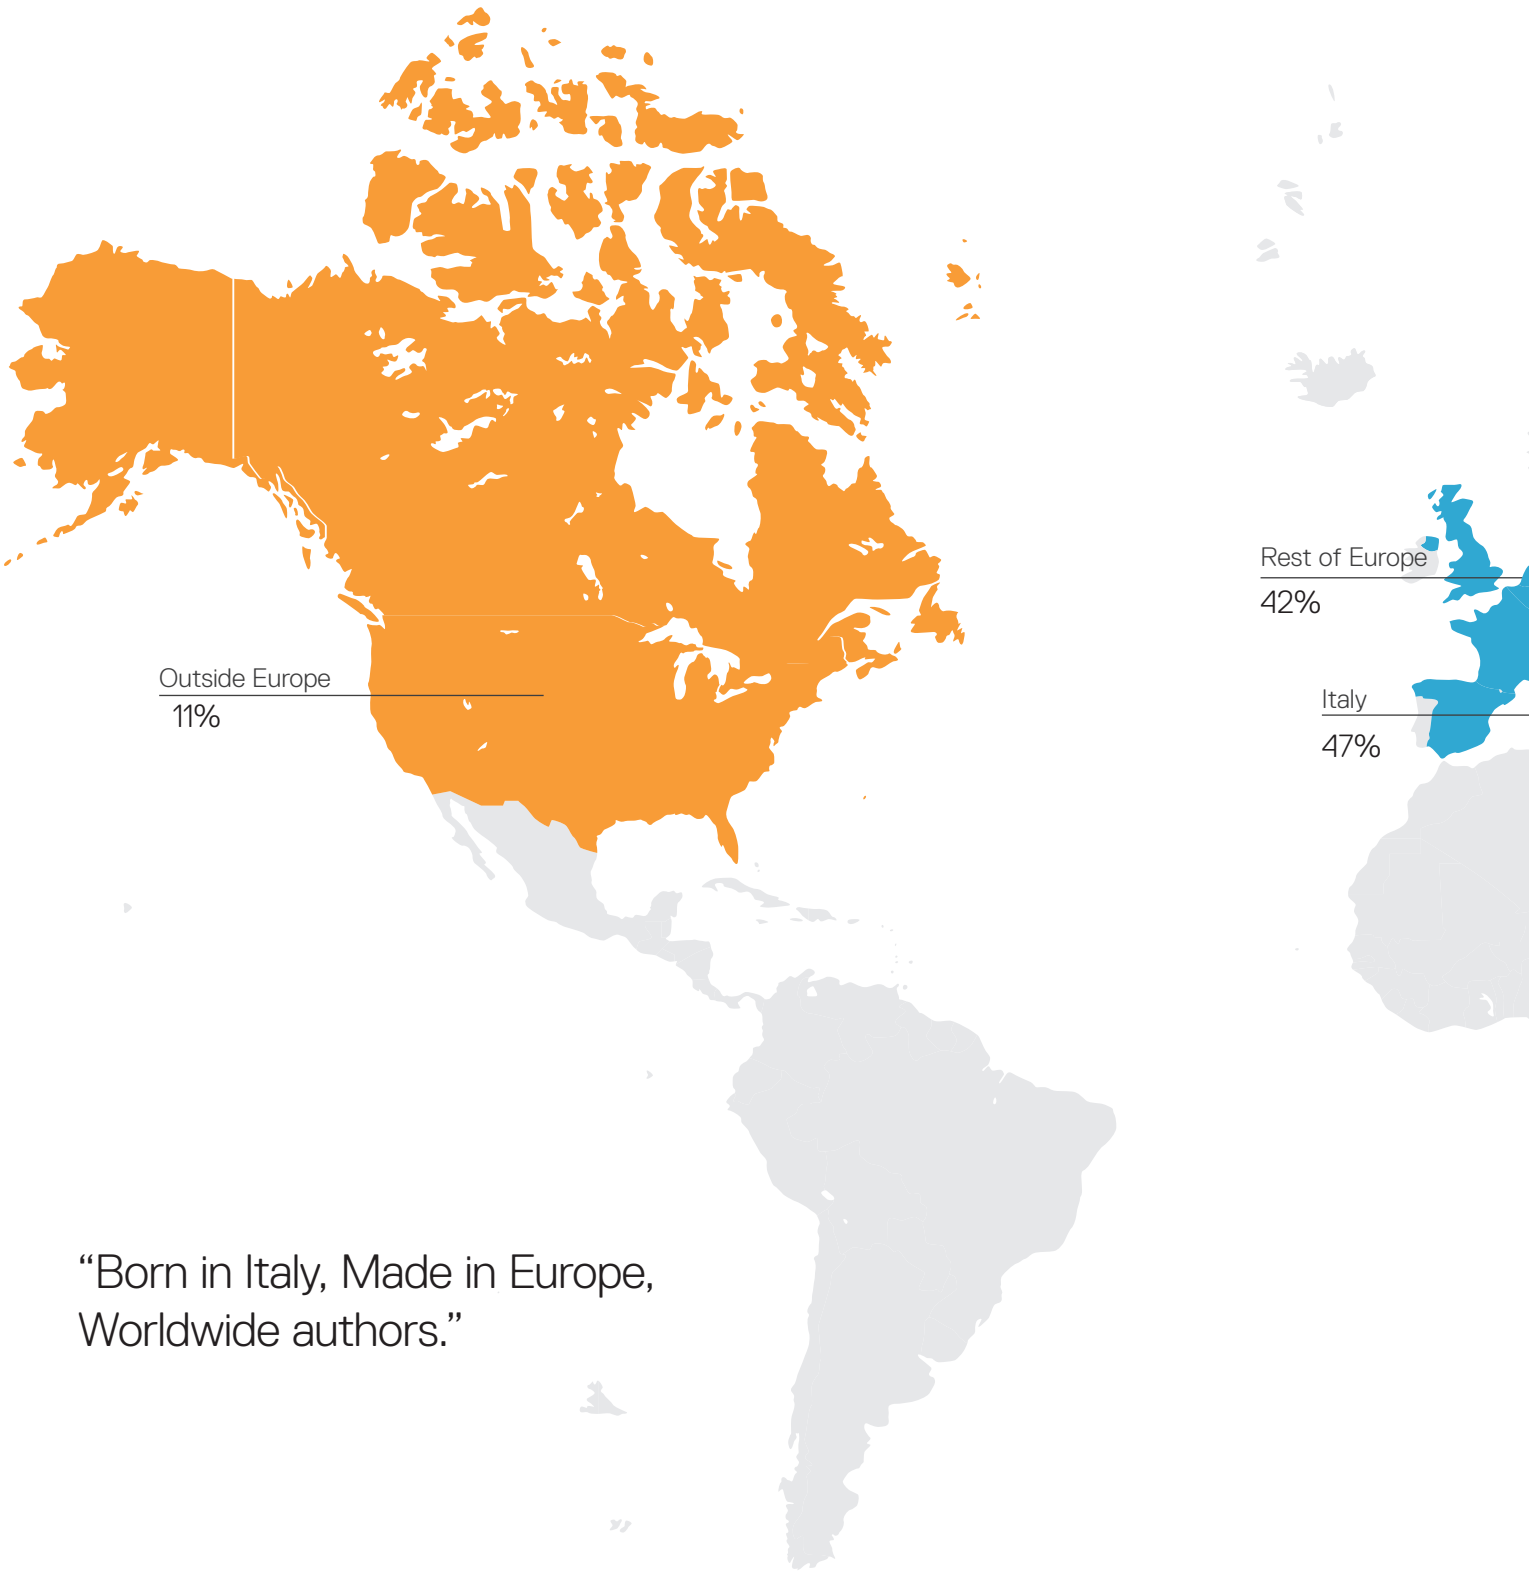 Rest of Europe
42%
Outside Europe
11%
Italy
47%
“Born in Italy, Made in Europe,
Worldwide authors.”